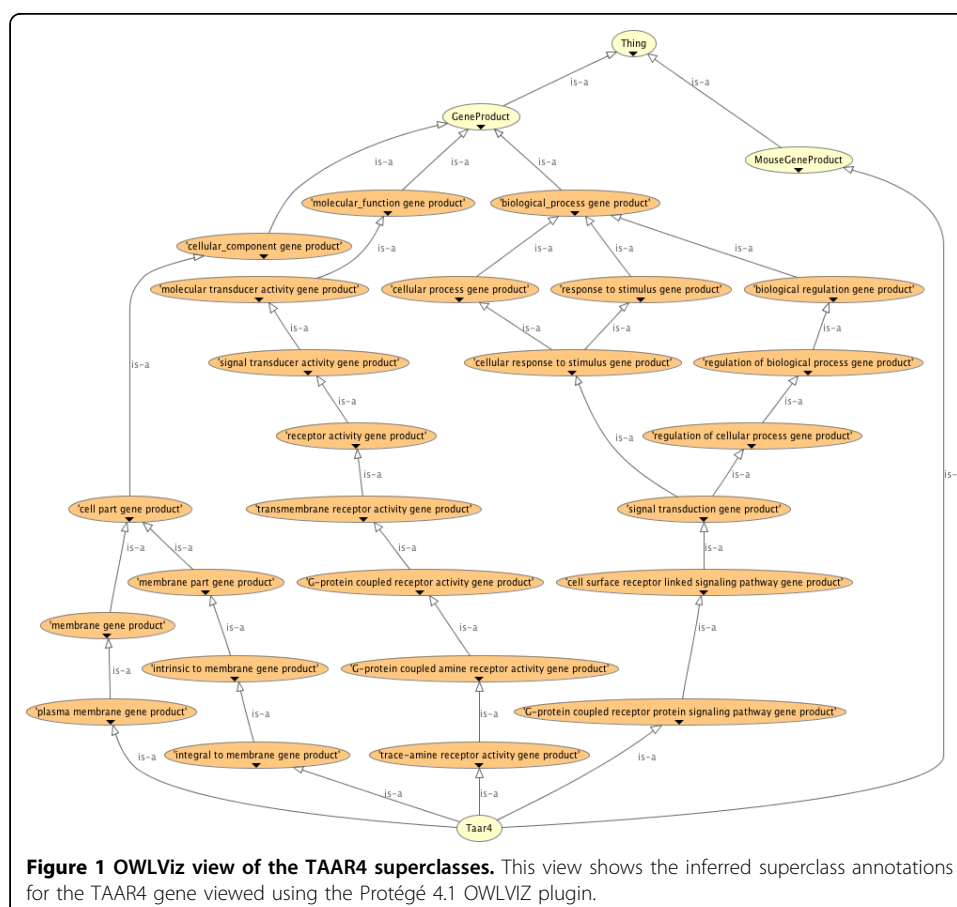 Thing
is-a
is-a
GeneProduct
MouseGeneProduct
is-a
is-a
is-a
'molecular_function gene product'
'biological_process gene product'
'cellular_component gene product'
is-a
is-a
is-a
is-a
'molecular transducer activity gene product'
'cellular process gene product'
'response to stimulus gene product'
'biological regulation gene product'
is-a
is-a
is-a
is-a
is-a
'signal transducer activity gene product'
'cellular response to stimulus gene product'
'regulation of biological process gene product'
is-a
is-a
'receptor activity gene product'
'regulation of cellular process gene product'
is-a
is-a
is-a
is-
'cell part gene product'
'transmembrane receptor activity gene product'
'signal transduction gene product'
is-a
is-a
is-a
is-a
'membrane part gene product'
'G-protein coupled receptor activity gene product'
'cell surface receptor linked signaling pathway gene product'
'membrane gene product'
is-a
is-a
is-a
'intrinsic to membrane gene product'
'G-protein coupled amine receptor activity gene product'
is-a
'plasma membrane gene product'
is-a
is-a
'G-protein coupled receptor protein signaling pathway gene product'
'integral to membrane gene product'
'trace-amine receptor activity gene product'
is-a
is-a
is-a
is-a
Taar4
Figure 1 OWLViz view of the TAAR4 superclasses. This view shows the inferred superclass annotations
for the TAAR4 gene viewed using the Protégé 4.1 OWLVIZ plugin.